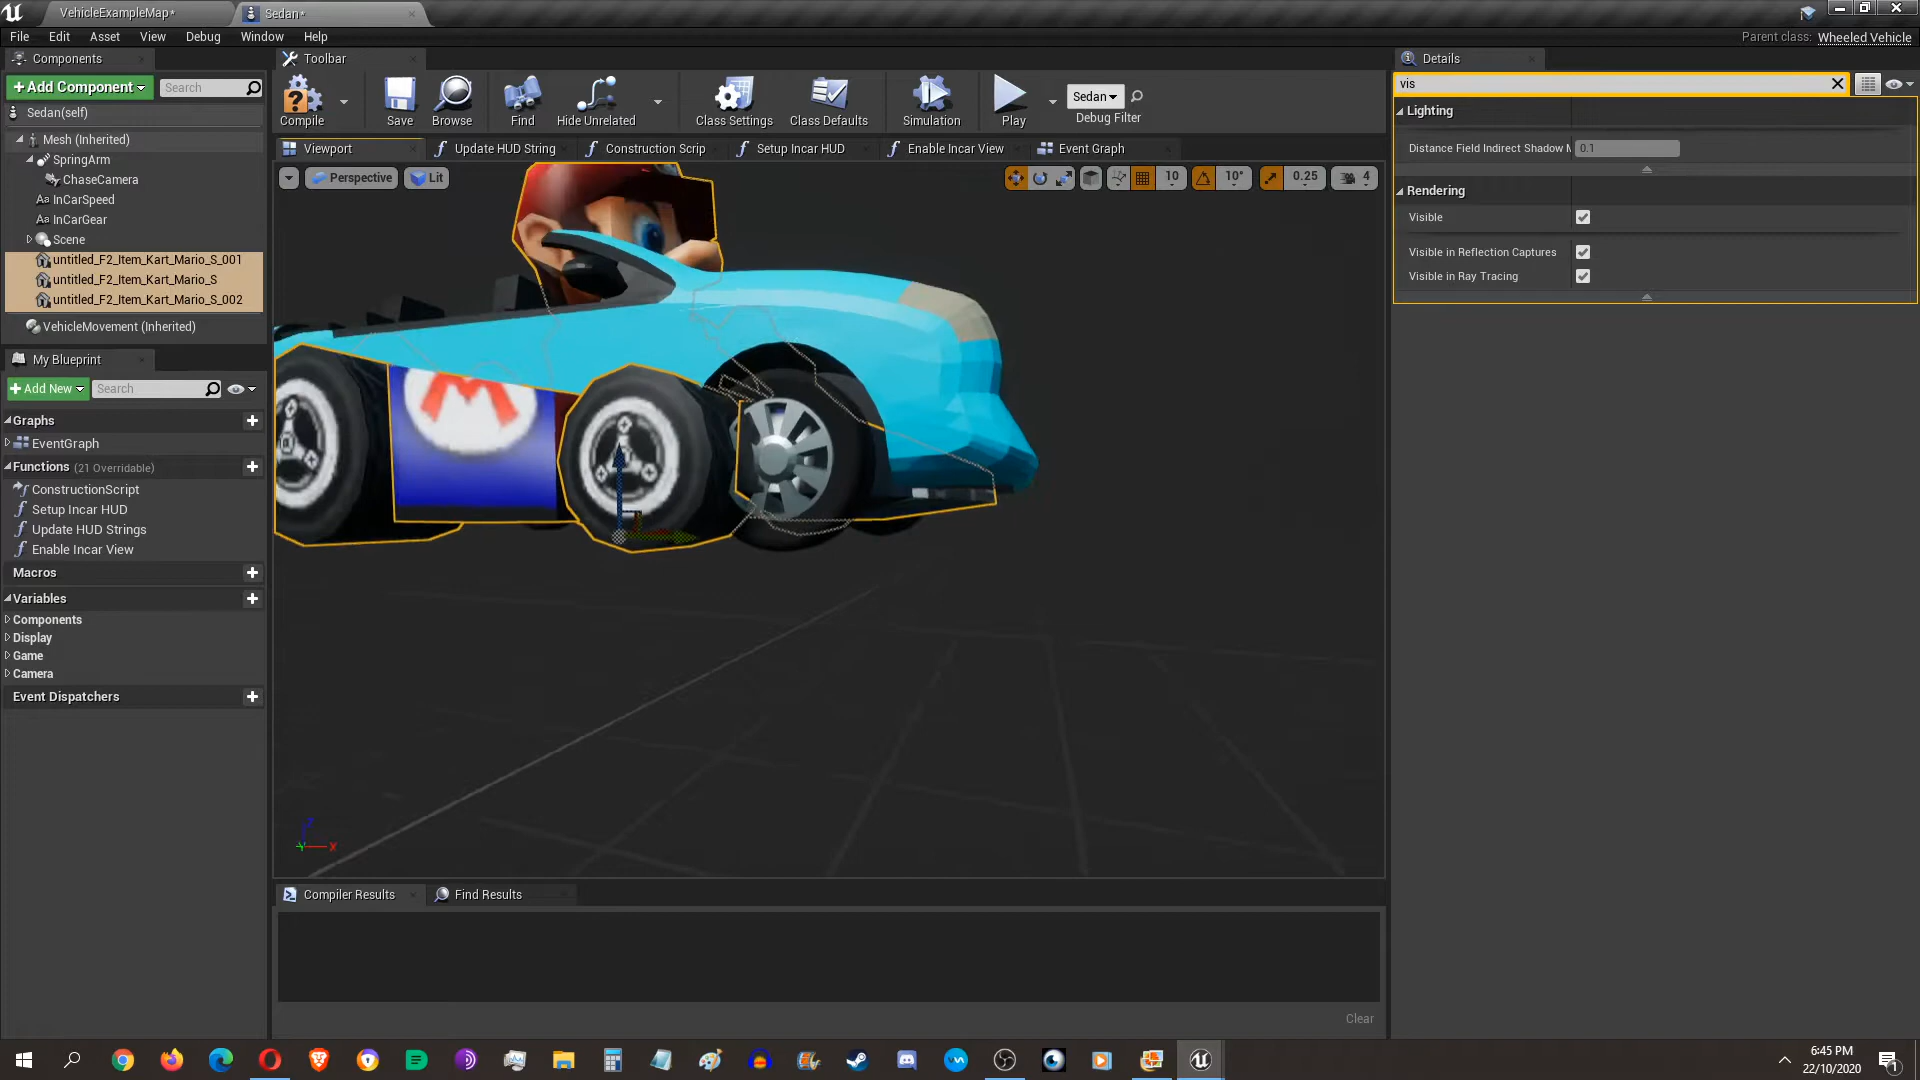 VehicleExampleMap*
Sedan*
File Edit Asset View Debug Window Help
Parent class: Wheeled Vehicle
Components
+Add Component
Search
Sedan(self)
Mesh (Inherited)
SpringArm
ChaseCamera
InCarSpeed
InCarGear
Scene
untitled_F2_Item_Kart_Mario_S_001
untitled_F2_Item_Kart_Mario_S
untitled_F2_Item_Kart_Mario_S_002
VehicleMovement (Inherited)
My Blueprint
+Add New
Search
Graphs
EventGraph
Functions (21 Overridable)
ConstructionScript
Setup Incar HUD
Update HUD Strings
Enable Incar View
Macros
Variables
Components
Display
Game
Camera
Event Dispatchers
Toolbar
Compile
Save
Browse
Find
Hide Unrelated
Class Settings
Class Defaults
Simulation
Play
Sedan
Debug Filter
Viewport
Update HUD String
Construction Scrip
Setup Incar HUD
Enable Incar View
Event Graph
Perspective
Lit
10
10°
0.25
4
M
Z
X
Compiler Results
Find Results
Clear
Details
vis
Lighting
Distance Field Indirect Shadow M
0.1
Rendering
Visible
Visible in Reflection Captures
Visible in Ray Tracing
6:45 PM
22/10/2020
1